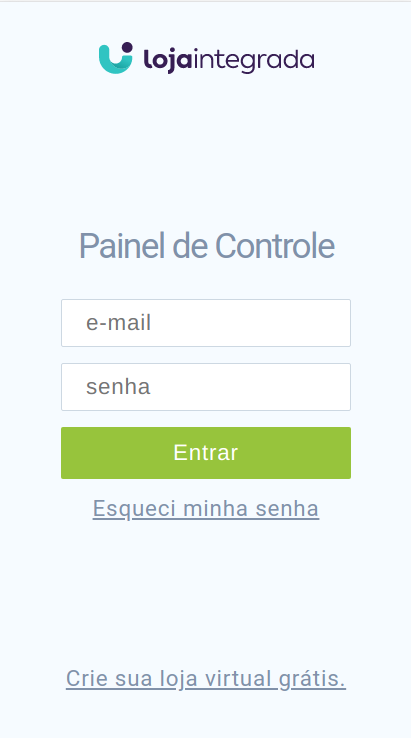 lojaintegrada
Painel de Controle
e-mail
senha
Entrar
Esqueci minha senha
Crie sua loja virtual grátis.